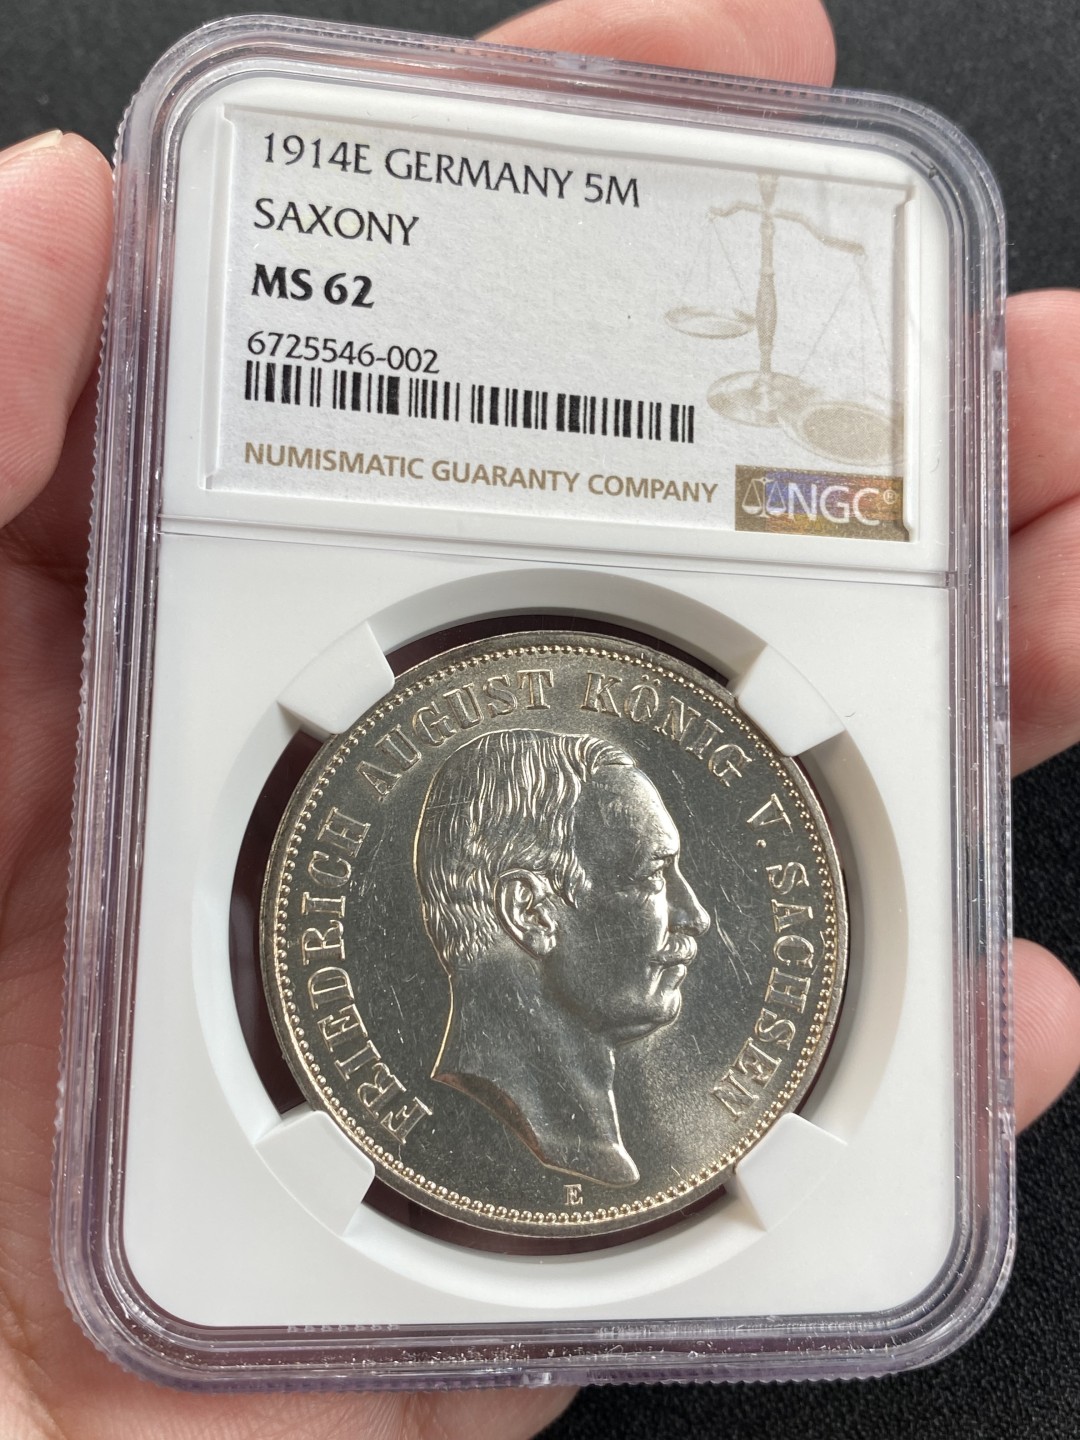 1914E GERMANY 5M
SAXONY
MS 62
6725546-002
NUMISMATIC GUARANTY COMPANY
NGC®
FRIEDRICH AUGUST KÖNIG V. SACHSEN
E